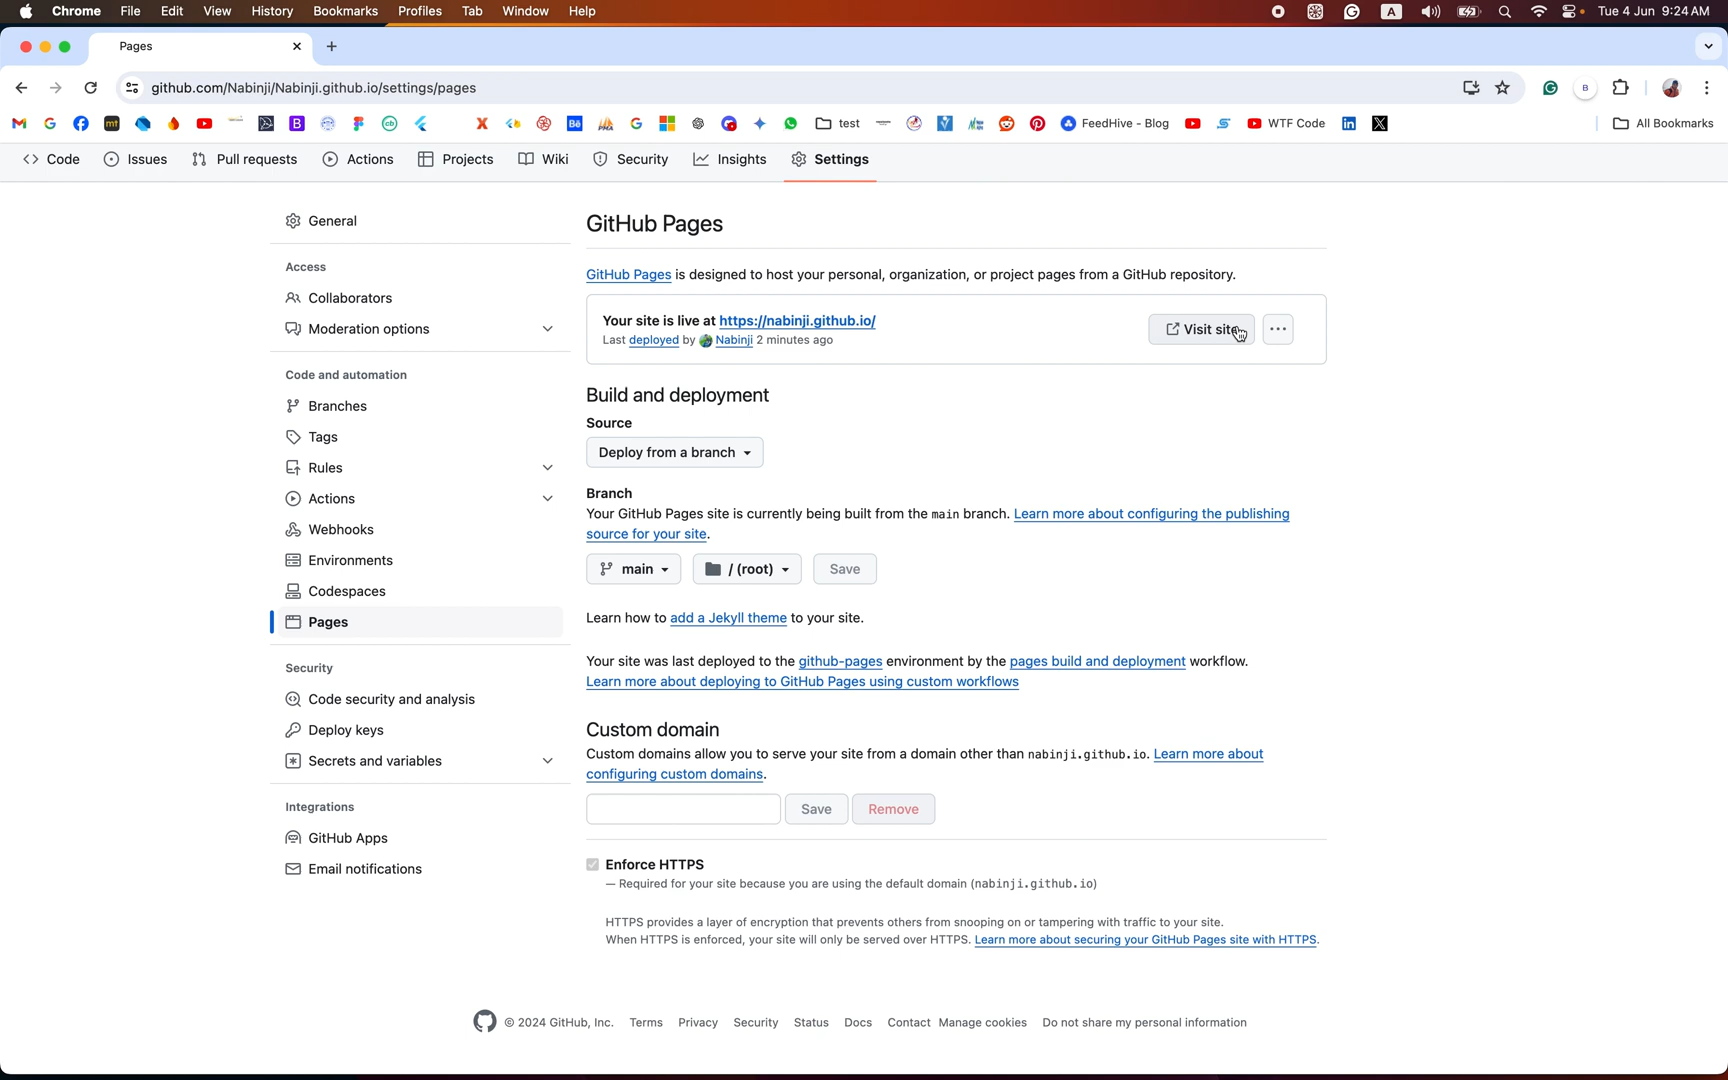 Chrome File Edit View History Bookmarks Profiles Tab Window Help A Tue 4 Jun 9:24 AM
Pages
github.com/Nabinji/Nabinji.github.io/settings/pages B
test FeedHive - Blog WTF Code All Bookmarks
Code Issues Pull requests Actions Projects Wiki Security Insights Settings
General
Access
Collaborators
Moderation options
Code and automation
Branches
Tags
Rules
Actions
Webhooks
Environments
Codespaces
Pages
Security
Code security and analysis
Deploy keys
Secrets and variables
Integrations
GitHub Apps
Email notifications
GitHub Pages
GitHub Pages is designed to host your personal, organization, or project pages from a GitHub repository.
Your site is live at https://nabinji.github.io/
Last deployed by Nabinji 2 minutes ago
Visit site
Build and deployment
Source
Deploy from a branch
Branch
Your GitHub Pages site is currently being built from the main branch. Learn more about configuring the publishing
source for your site.
main / (root) Save
Learn how to add a Jekyll theme to your site.
Your site was last deployed to the github-pages environment by the pages build and deployment workflow.
Learn more about deploying to GitHub Pages using custom workflows
Custom domain
Custom domains allow you to serve your site from a domain other than nabinji.github.io. Learn more about
configuring custom domains.
Save Remove
Enforce HTTPS
— Required for your site because you are using the default domain (nabinji.github.io)
HTTPS provides a layer of encryption that prevents others from snooping on or tampering with traffic to your site.
When HTTPS is enforced, your site will only be served over HTTPS. Learn more about securing your GitHub Pages site with HTTPS.
© 2024 GitHub, Inc. Terms Privacy Security Status Docs Contact Manage cookies Do not share my personal information